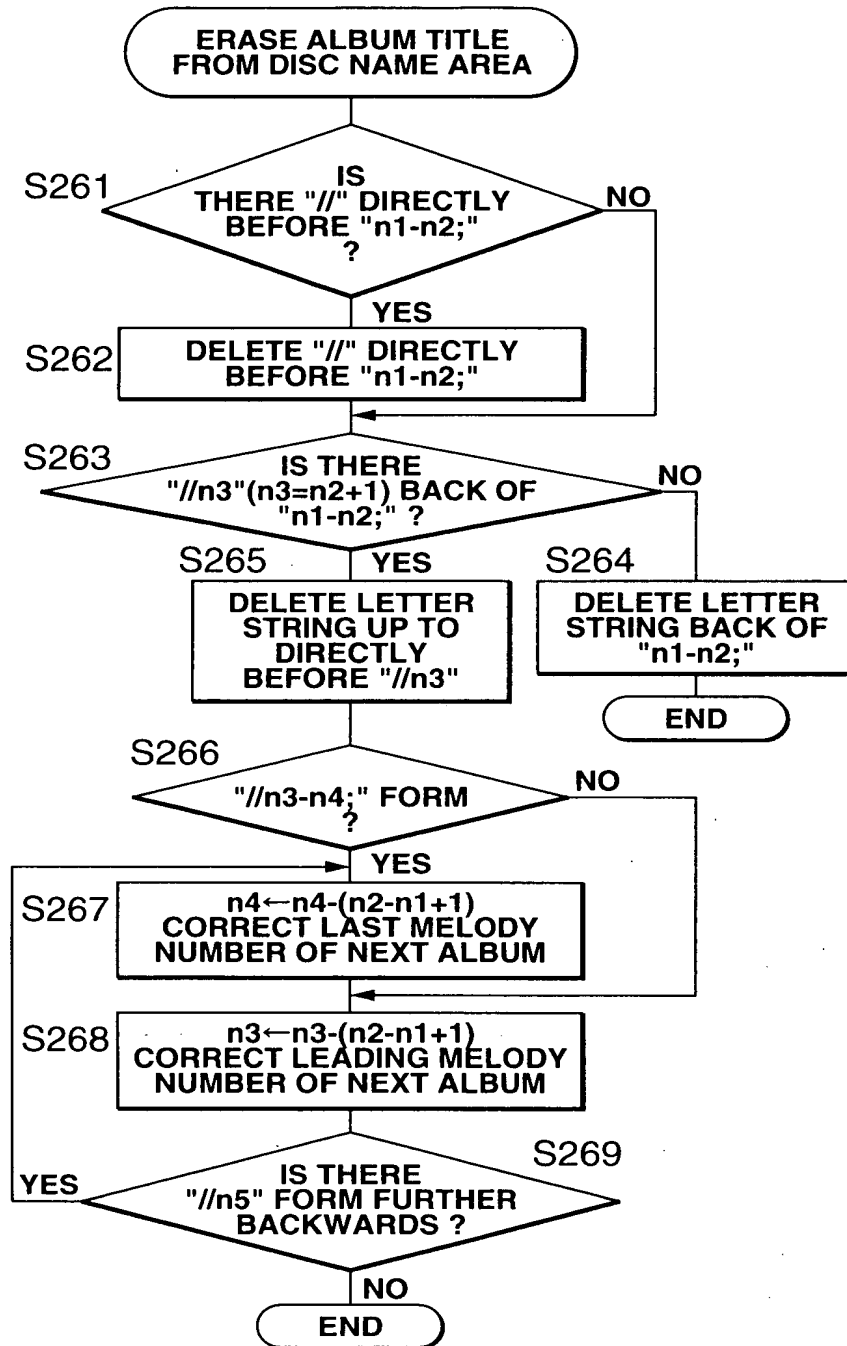 ERASE ALBUM TITLE
FROM DISC NAME AREA
S261
IS
THERE "//" DIRECTLY
BEFORE "n1-n2;"
?
NO
YES
S262
DELETE "//" DIRECTLY
BEFORE "n1-n2;"
S263
IS THERE
"//n3"(n3=n2+1) BACK OF
"n1-n2;" ?
NO
YES
S265
DELETE LETTER
STRING UP TO
DIRECTLY
BEFORE "//n3"
S264
DELETE LETTER
STRING BACK OF
"n1-n2;"
END
S266
"//n3-n4;" FORM
?
NO
YES
S267
n4←n4-(n2-n1+1)
CORRECT LAST MELODY
NUMBER OF NEXT ALBUM
S268
n3←n3-(n2-n1+1)
CORRECT LEADING MELODY
NUMBER OF NEXT ALBUM
S269
YES
IS THERE
"//n5" FORM FURTHER
BACKWARDS ?
NO
END